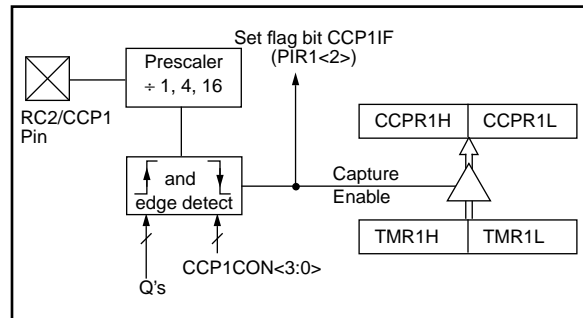 Set flag bit CCP1IF
(PIR1<2>)
Prescaler
÷ 1, 4, 16
RC2/CCP1
Pin
CCPR1H CCPR1L
and
edge detect
Capture
Enable
TMR1H TMR1L
CCP1CON<3:0>
Q's